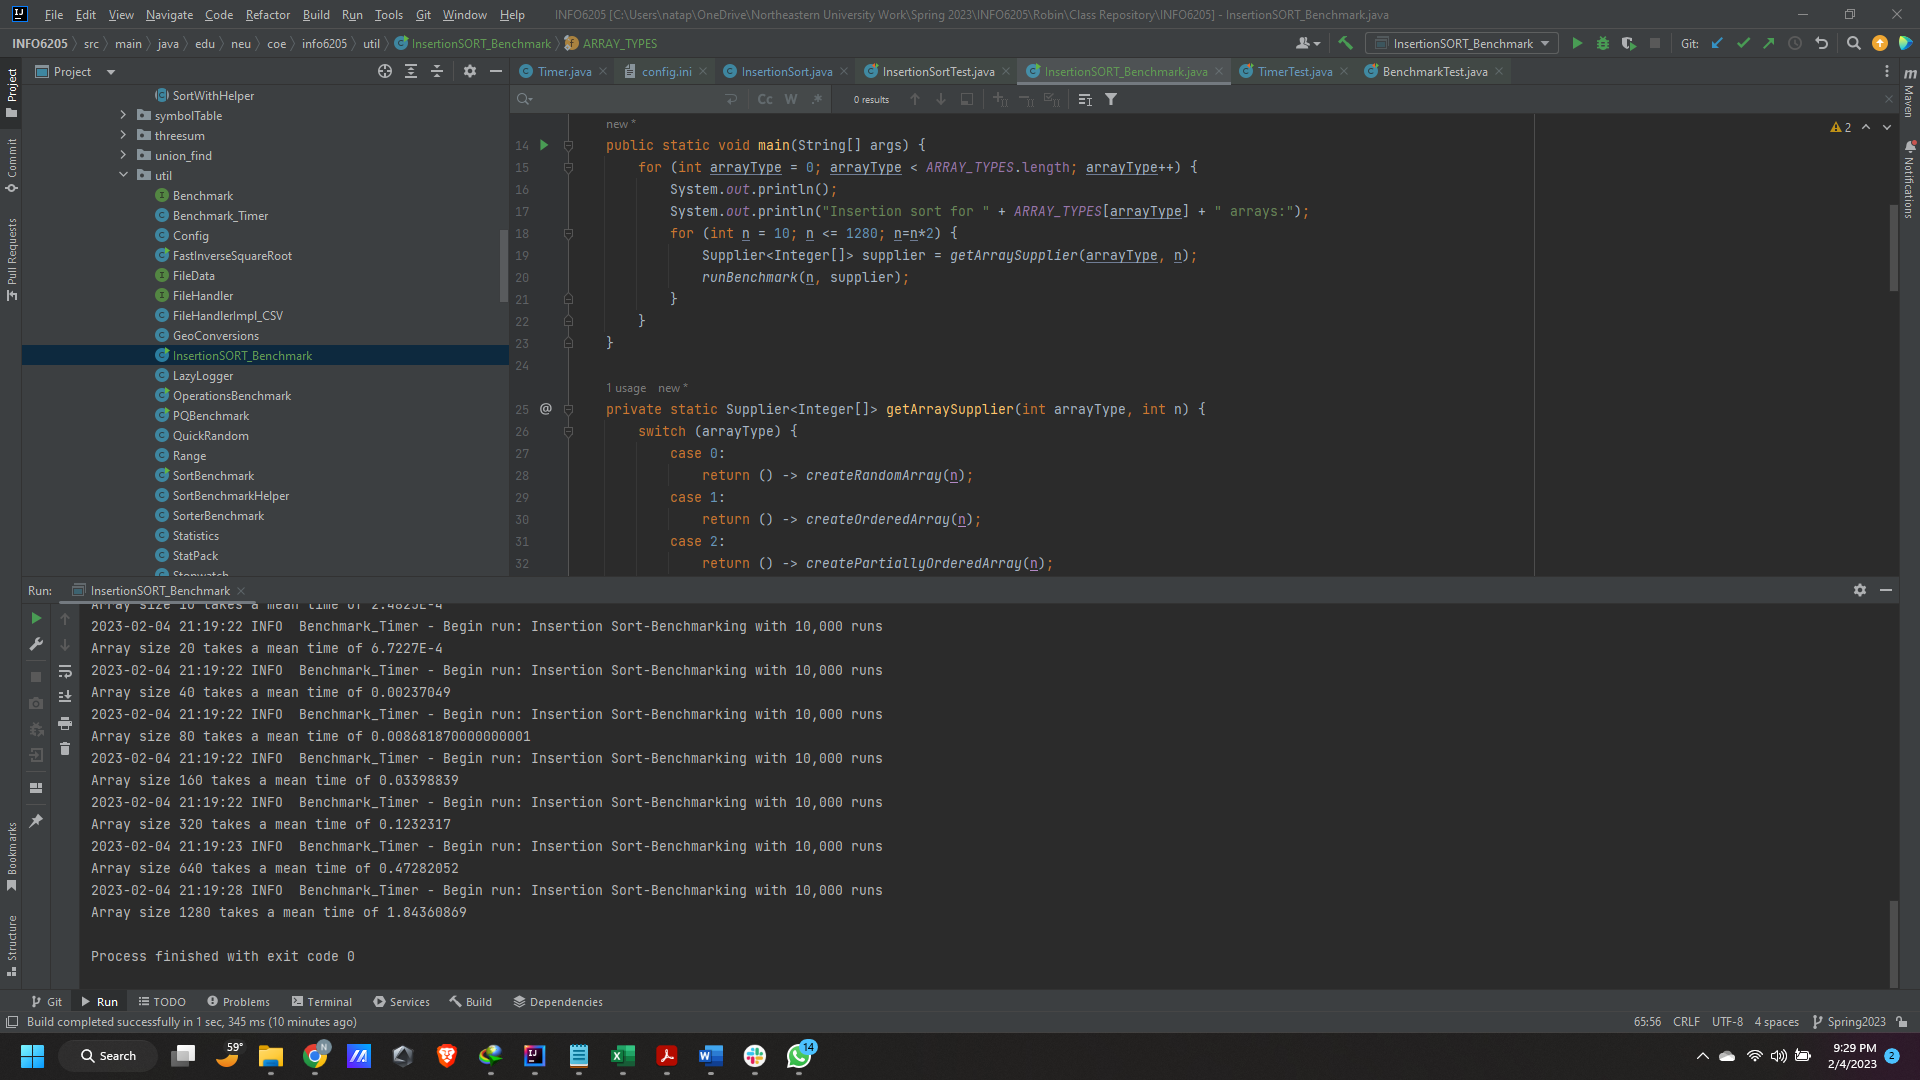 File Edit View Navigate Code Refactor Build Run Tools Git Window Help INFO6205 [C:\Users\natap\OneDrive\Northeastern University Work\Spring 2023\INFO6205\Robin\Class Repository\INFO6205] - InsertionSORT_Benchmark.java
INFO6205 src main java edu neu coe info6205 util InsertionSORT_Benchmark ARRAY_TYPES InsertionSORT_Benchmark Git:
Project Timer.java config.ini InsertionSort.java InsertionSortTest.java InsertionSORT_Benchmark.java TimerTest.java BenchmarkTest.java
Cc W .* 0 results
Project
Commit
Pull Requests
SortWithHelper
symbolTable
threesum
union_find
util
Benchmark
Benchmark_Timer
Config
FastInverseSquareRoot
FileData
FileHandler
FileHandlerImpl_CSV
GeoConversions
InsertionSORT_Benchmark
LazyLogger
OperationsBenchmark
PQBenchmark
QuickRandom
Range
SortBenchmark
SortBenchmarkHelper
SorterBenchmark
Statistics
StatPack
Stopwatch
new *
14 public static void main(String[] args) {
15 for (int arrayType = 0; arrayType < ARRAY_TYPES.length; arrayType++) {
16 System.out.println();
17 System.out.println("Insertion sort for " + ARRAY_TYPES[arrayType] + " arrays:");
18 for (int n = 10; n <= 1280; n=n*2) {
19 Supplier<Integer[]> supplier = getArraySupplier(arrayType, n);
20 runBenchmark(n, supplier);
21 }
22 }
23 }
24
1 usage new *
25 @ private static Supplier<Integer[]> getArraySupplier(int arrayType, int n) {
26 switch (arrayType) {
27 case 0:
28 return () -> createRandomArray(n);
29 case 1:
30 return () -> createOrderedArray(n);
31 case 2:
32 return () -> createPartiallyOrderedArray(n);
2
m
Maven
Notifications
Run: InsertionSORT_Benchmark
Array size 10 takes a mean time of 2.4825E-4
2023-02-04 21:19:22 INFO Benchmark_Timer - Begin run: Insertion Sort-Benchmarking with 10,000 runs
Array size 20 takes a mean time of 6.7227E-4
2023-02-04 21:19:22 INFO Benchmark_Timer - Begin run: Insertion Sort-Benchmarking with 10,000 runs
Array size 40 takes a mean time of 0.00237049
2023-02-04 21:19:22 INFO Benchmark_Timer - Begin run: Insertion Sort-Benchmarking with 10,000 runs
Array size 80 takes a mean time of 0.008681870000000001
2023-02-04 21:19:22 INFO Benchmark_Timer - Begin run: Insertion Sort-Benchmarking with 10,000 runs
Array size 160 takes a mean time of 0.03398839
2023-02-04 21:19:22 INFO Benchmark_Timer - Begin run: Insertion Sort-Benchmarking with 10,000 runs
Array size 320 takes a mean time of 0.1232317
2023-02-04 21:19:23 INFO Benchmark_Timer - Begin run: Insertion Sort-Benchmarking with 10,000 runs
Array size 640 takes a mean time of 0.47282052
2023-02-04 21:19:28 INFO Benchmark_Timer - Begin run: Insertion Sort-Benchmarking with 10,000 runs
Array size 1280 takes a mean time of 1.84360869
Process finished with exit code 0
Bookmarks
Structure
Git Run TODO Problems Terminal Services Build Dependencies
Build completed successfully in 1 sec, 345 ms (10 minutes ago) 65:56 CRLF UTF-8 4 spaces Spring2023
Search 59° N 14 9:29 PM
2/4/2023 2